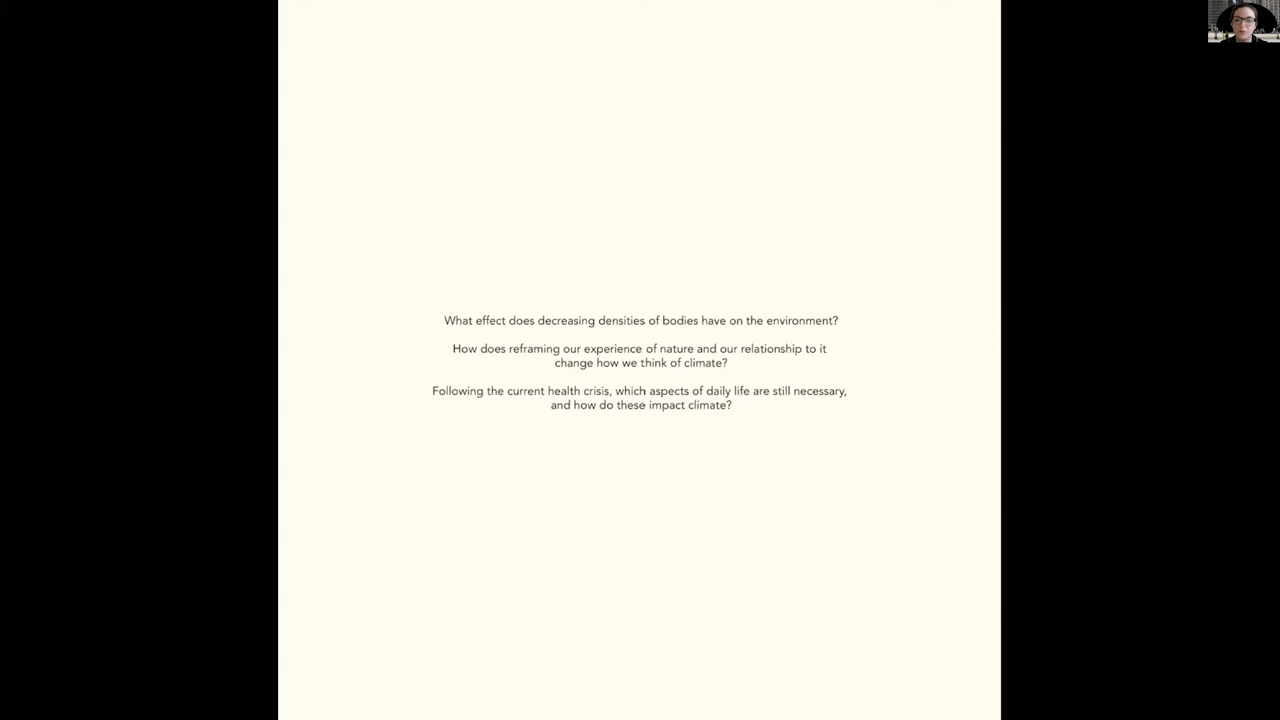 What effect does decreasing densities of bodies have on the environment?
How does reframing our experience of nature and our relationship to it
change how we think of climate?
Following the current health crisis, which aspects of daily life are still necessary,
and how do these impact climate?